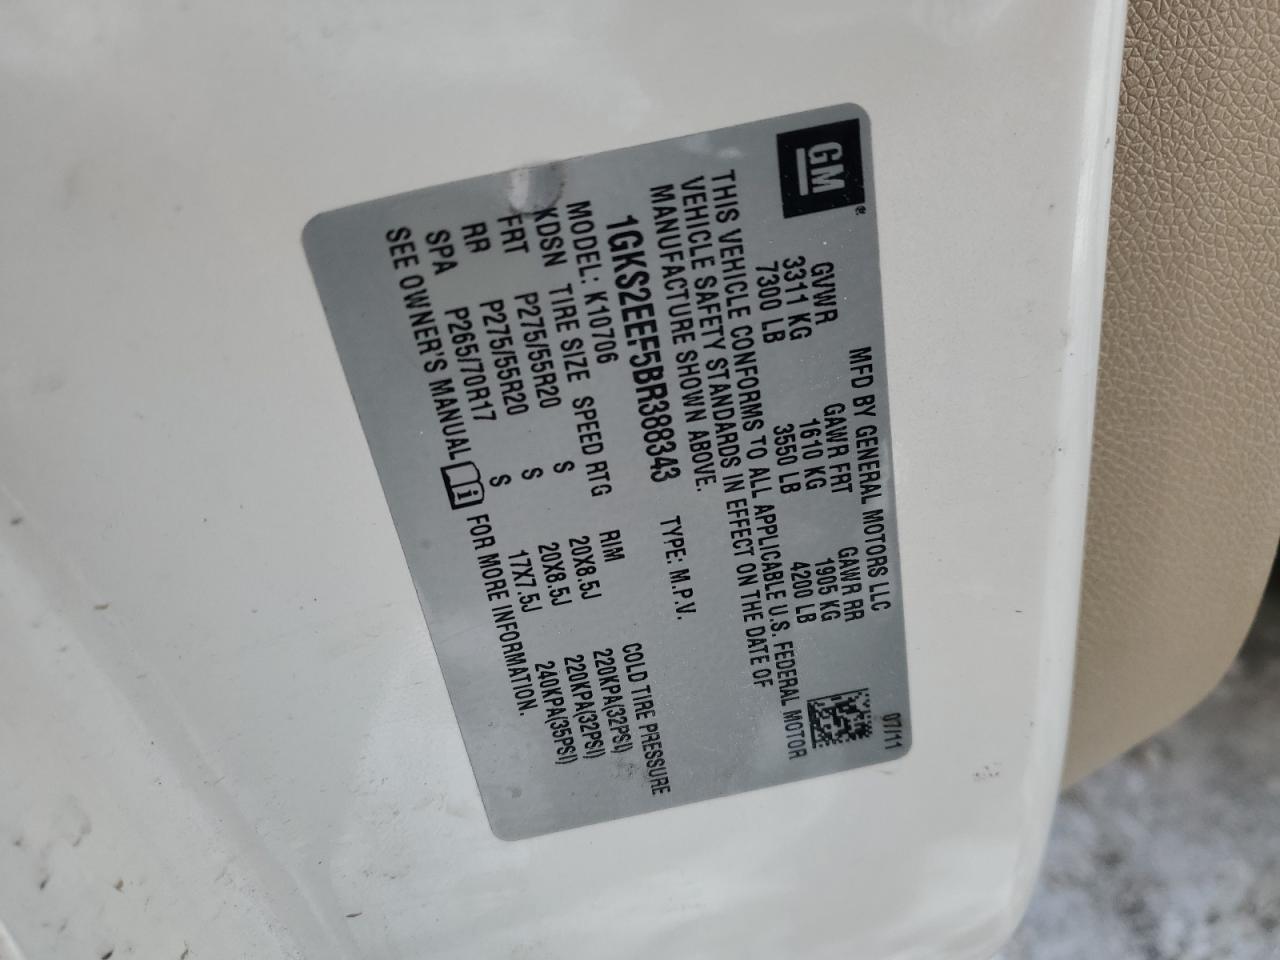 GM®
MFD BY GENERAL MOTORS LLC 07/11
GVWR GAWR FRT GAWR RR
3311 KG 1610 KG 1905 KG
7300 LB 3550 LB 4200 LB
THIS VEHICLE CONFORMS TO ALL APPLICABLE U.S. FEDERAL MOTOR
VEHICLE SAFETY STANDARDS IN EFFECT ON THE DATE OF
MANUFACTURE SHOWN ABOVE.
1GKS2EEF5BR388343 TYPE: M.P.V.
MODEL: K10706
KDSN TIRE SIZE SPEED RTG RIM COLD TIRE PRESSURE
FRT P275/55R20 S 20X8.5J 220KPA(32PSI)
RR P275/55R20 S 20X8.5J 220KPA(32PSI)
SPA P265/70R17 S 17X7.5J 240KPA(35PSI)
SEE OWNER'S MANUAL i FOR MORE INFORMATION.